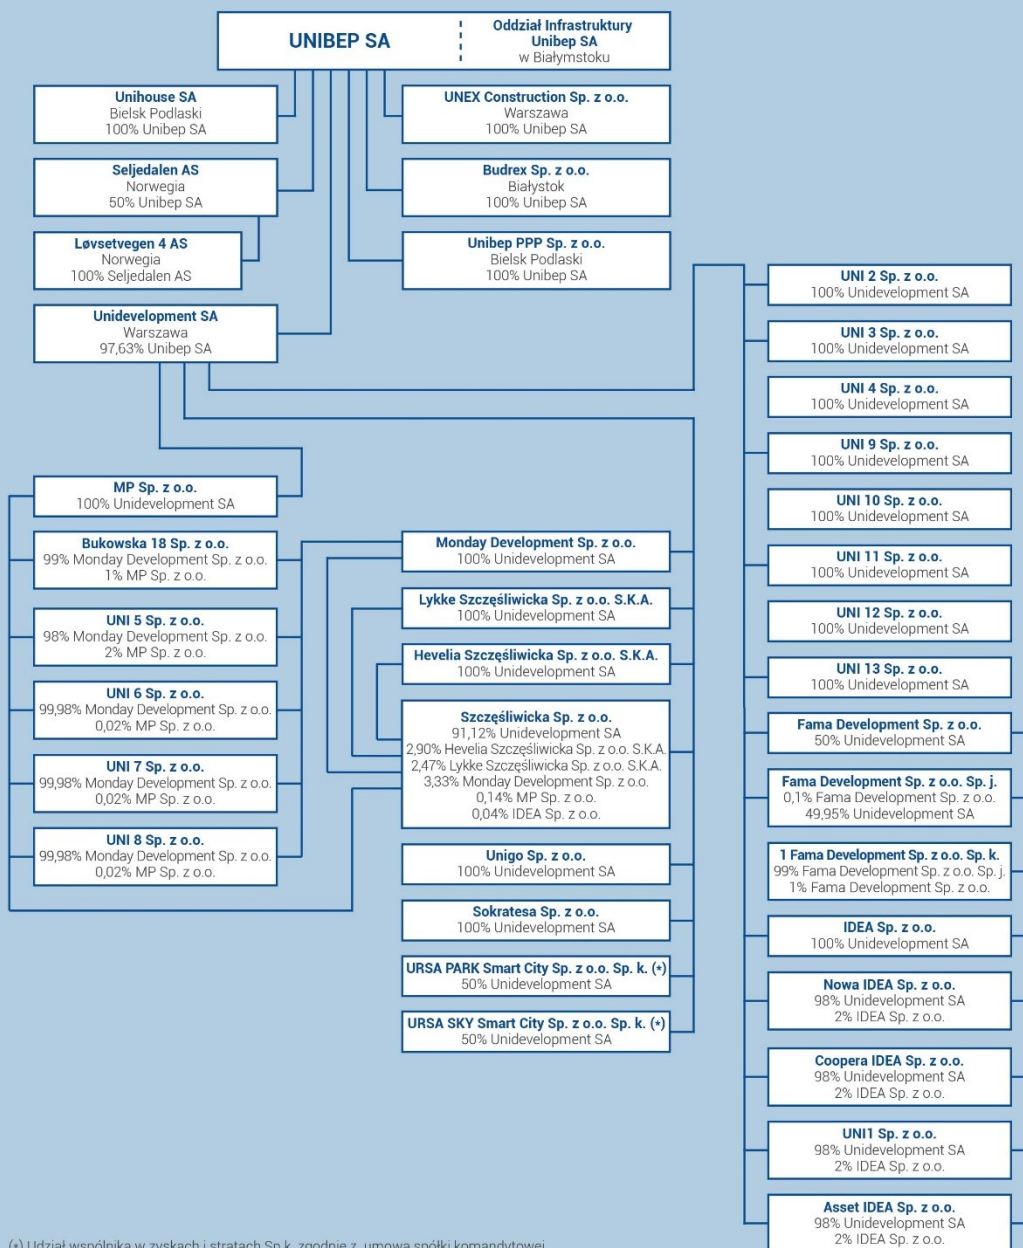 UNIBEP SA
Oddział Infrastruktury
Unibep SA
w Białymstoku
Unihouse SA
Bielsk Podlaski
100% Unibep SA
Seljedalen AS
Norwegia
50% Unibep SA
Løvsetvegen 4 AS
Norwegia
100% Seljedalen AS
Unidevelopment SA
Warszawa
97,63% Unibep SA
UNEX Construction Sp. z o.o.
Warszawa
100% Unibep SA
Budrex Sp. z o.o.
Białystok
100% Unibep SA
Unibep PPP Sp. z o.o.
Bielsk Podlaski
100% Unibep SA
MP Sp. z o.o.
100% Unidevelopment SA
Bukowska 18 Sp. z o.o.
99% Monday Development Sp. z o.o.
1% MP Sp. z o.o.
UNI 5 Sp. z o.o.
98% Monday Development Sp. z o.o.
2% MP Sp. z o.o.
UNI 6 Sp. z o.o.
99,98% Monday Development Sp. z o.o.
0,02% MP Sp. z o.o.
UNI 7 Sp. z o.o.
99,98% Monday Development Sp. z o.o.
0,02% MP Sp. z o.o.
UNI 8 Sp. z o.o.
99,98% Monday Development Sp. z o.o.
0,02% MP Sp. z o.o.
Monday Development Sp. z o.o.
100% Unidevelopment SA
Lykke Szczęśliwicka Sp. z o.o. S.K.A.
100% Unidevelopment SA
Hevelia Szczęśliwicka Sp. z o.o. S.K.A.
100% Unidevelopment SA
Szczęśliwicka Sp. z o.o.
91,12% Unidevelopment SA
2,90% Hevelia Szczęśliwicka Sp. z o.o. S.K.A.
2,47% Lykke Szczęśliwicka Sp. z o.o. S.K.A.
3,33% Monday Development Sp. z o.o.
0,14% MP Sp. z o.o.
0,04% IDEA Sp. z o.o.
Unigo Sp. z o.o.
100% Unidevelopment SA
Sokratesa Sp. z o.o.
100% Unidevelopment SA
URSA PARK Smart City Sp. z o.o. Sp. k. (*)
50% Unidevelopment SA
URSA SKY Smart City Sp. z o.o. Sp. k. (*)
50% Unidevelopment SA
UNI 2 Sp. z o.o.
100% Unidevelopment SA
UNI 3 Sp. z o.o.
100% Unidevelopment SA
UNI 4 Sp. z o.o.
100% Unidevelopment SA
UNI 9 Sp. z o.o.
100% Unidevelopment SA
UNI 10 Sp. z o.o.
100% Unidevelopment SA
UNI 11 Sp. z o.o.
100% Unidevelopment SA
UNI 12 Sp. z o.o.
100% Unidevelopment SA
UNI 13 Sp. z o.o.
100% Unidevelopment SA
Fama Development Sp. z o.o.
50% Unidevelopment SA
Fama Development Sp. z o.o. Sp. j.
0,1% Fama Development Sp. z o.o.
49,95% Unidevelopment SA
1 Fama Development Sp. z o.o. Sp. k.
99% Fama Development Sp. z o.o. Sp. j.
1% Fama Development Sp. z o.o.
IDEA Sp. z o.o.
100% Unidevelopment SA
Nowa IDEA Sp. z o.o.
98% Unidevelopment SA
2% IDEA Sp. z o.o.
Coopera IDEA Sp. z o.o.
98% Unidevelopment SA
2% IDEA Sp. z o.o.
UNI1 Sp. z o.o.
98% Unidevelopment SA
2% IDEA Sp. z o.o.
Asset IDEA Sp. z o.o.
98% Unidevelopment SA
2% IDEA Sp. z o.o.
(*) Udział wspólnika w zyskach i stratach Sp.k. zgodnie z umową spółki komandytowej